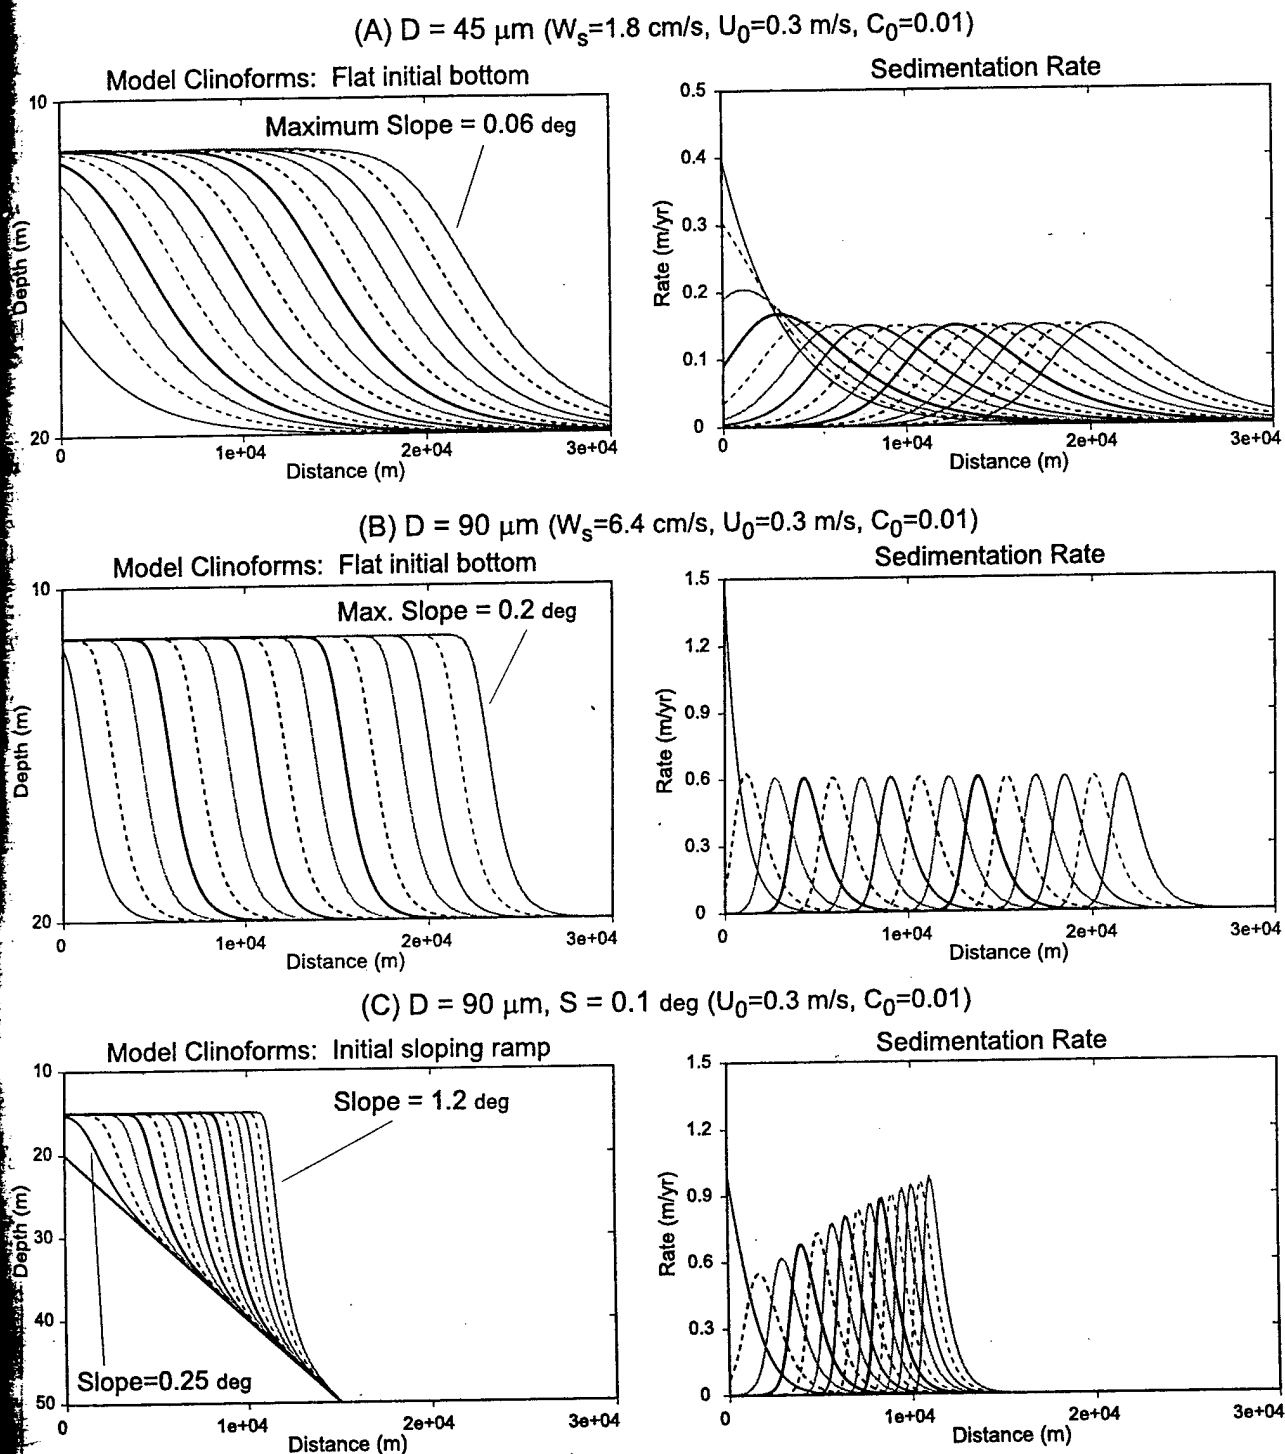 (A) D = 45 μm (Ws=1.8 cm/s, U0=0.3 m/s, C0=0.01)
Model Clinoforms: Flat initial bottom
Maximum Slope = 0.06 deg
10
20
Depth (m)
0
1e+04
2e+04
3e+04
Distance (m)
Sedimentation Rate
0.5
0.4
0.3
0.2
0.1
0
Rate (m/yr)
0
1e+04
2e+04
3e+04
Distance (m)
(B) D = 90 μm (Ws=6.4 cm/s, U0=0.3 m/s, C0=0.01)
Model Clinoforms: Flat initial bottom
Max. Slope = 0.2 deg
10
20
Depth (m)
0
1e+04
2e+04
3e+04
Distance (m)
Sedimentation Rate
1.5
1.2
0.9
0.6
0.3
0
Rate (m/yr)
0
1e+04
2e+04
3e+04
Distance (m)
(C) D = 90 μm, S = 0.1 deg (U0=0.3 m/s, C0=0.01)
Model Clinoforms: Initial sloping ramp
Slope = 1.2 deg
Slope=0.25 deg
10
20
30
40
50
Depth (m)
0
1e+04
2e+04
3e+04
Distance (m)
Sedimentation Rate
1.5
1.2
0.9
0.6
0.3
0
Rate (m/yr)
0
1e+04
2e+04
3e+04
Distance (m)